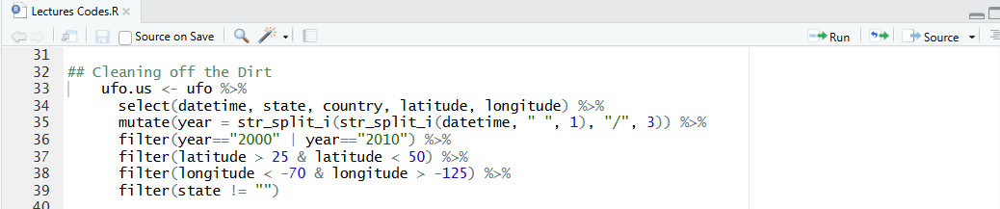 Lectures Codes.R
Source on Save
Run
Source
31
32 ## Cleaning off the Dirt
33 ufo.us <- ufo %>%
34 select(datetime, state, country, latitude, longitude) %>%
35 mutate(year = str_split_i(str_split_i(datetime, " ", 1), "/", 3)) %>%
36 filter(year=="2000" | year=="2010") %>%
37 filter(latitude > 25 & latitude < 50) %>%
38 filter(longitude < -70 & longitude > -125) %>%
39 filter(state != "")
40